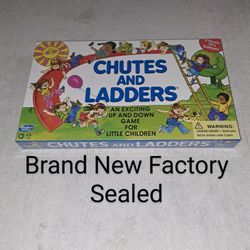 CHUTES
AND
LADDERS
AN EXCITING
UP AND DOWN
GAME
FOR
LITTLE CHILDREN
WARNING:
CHUTES AND LADDERS
Brand New Factory
Sealed